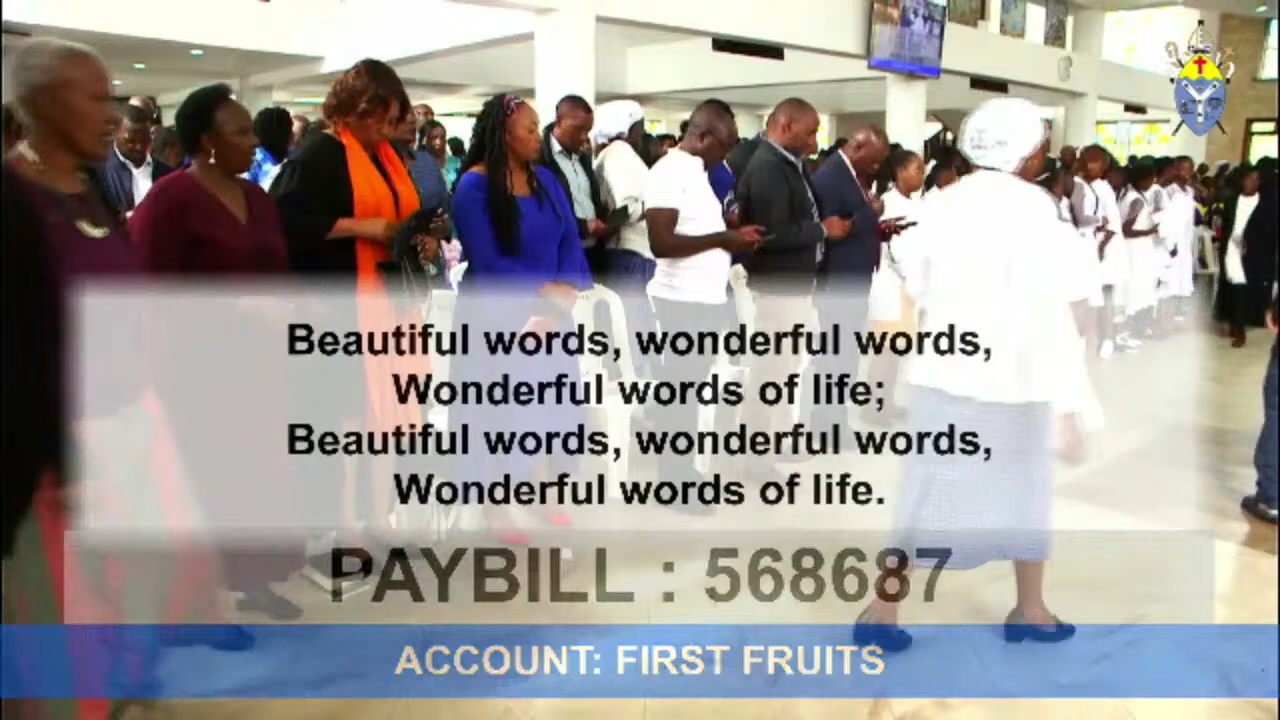 Beautiful words, wonderful words,
Wonderful words of life;
Beautiful words, wonderful words,
Wonderful words of life.
PAYBILL : 568687
ACCOUNT: FIRST FRUITS